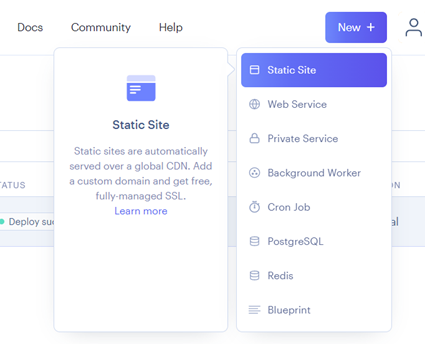 Docs
Community
Help
New +
Static Site
Static sites are automatically
served over a global CDN. Add
a custom domain and get free,
fully-managed SSL.
Learn more
Static Site
Web Service
Private Service
Background Worker
Cron Job
PostgreSQL
Redis
Blueprint
TATUS
ON
Deploy suc
al